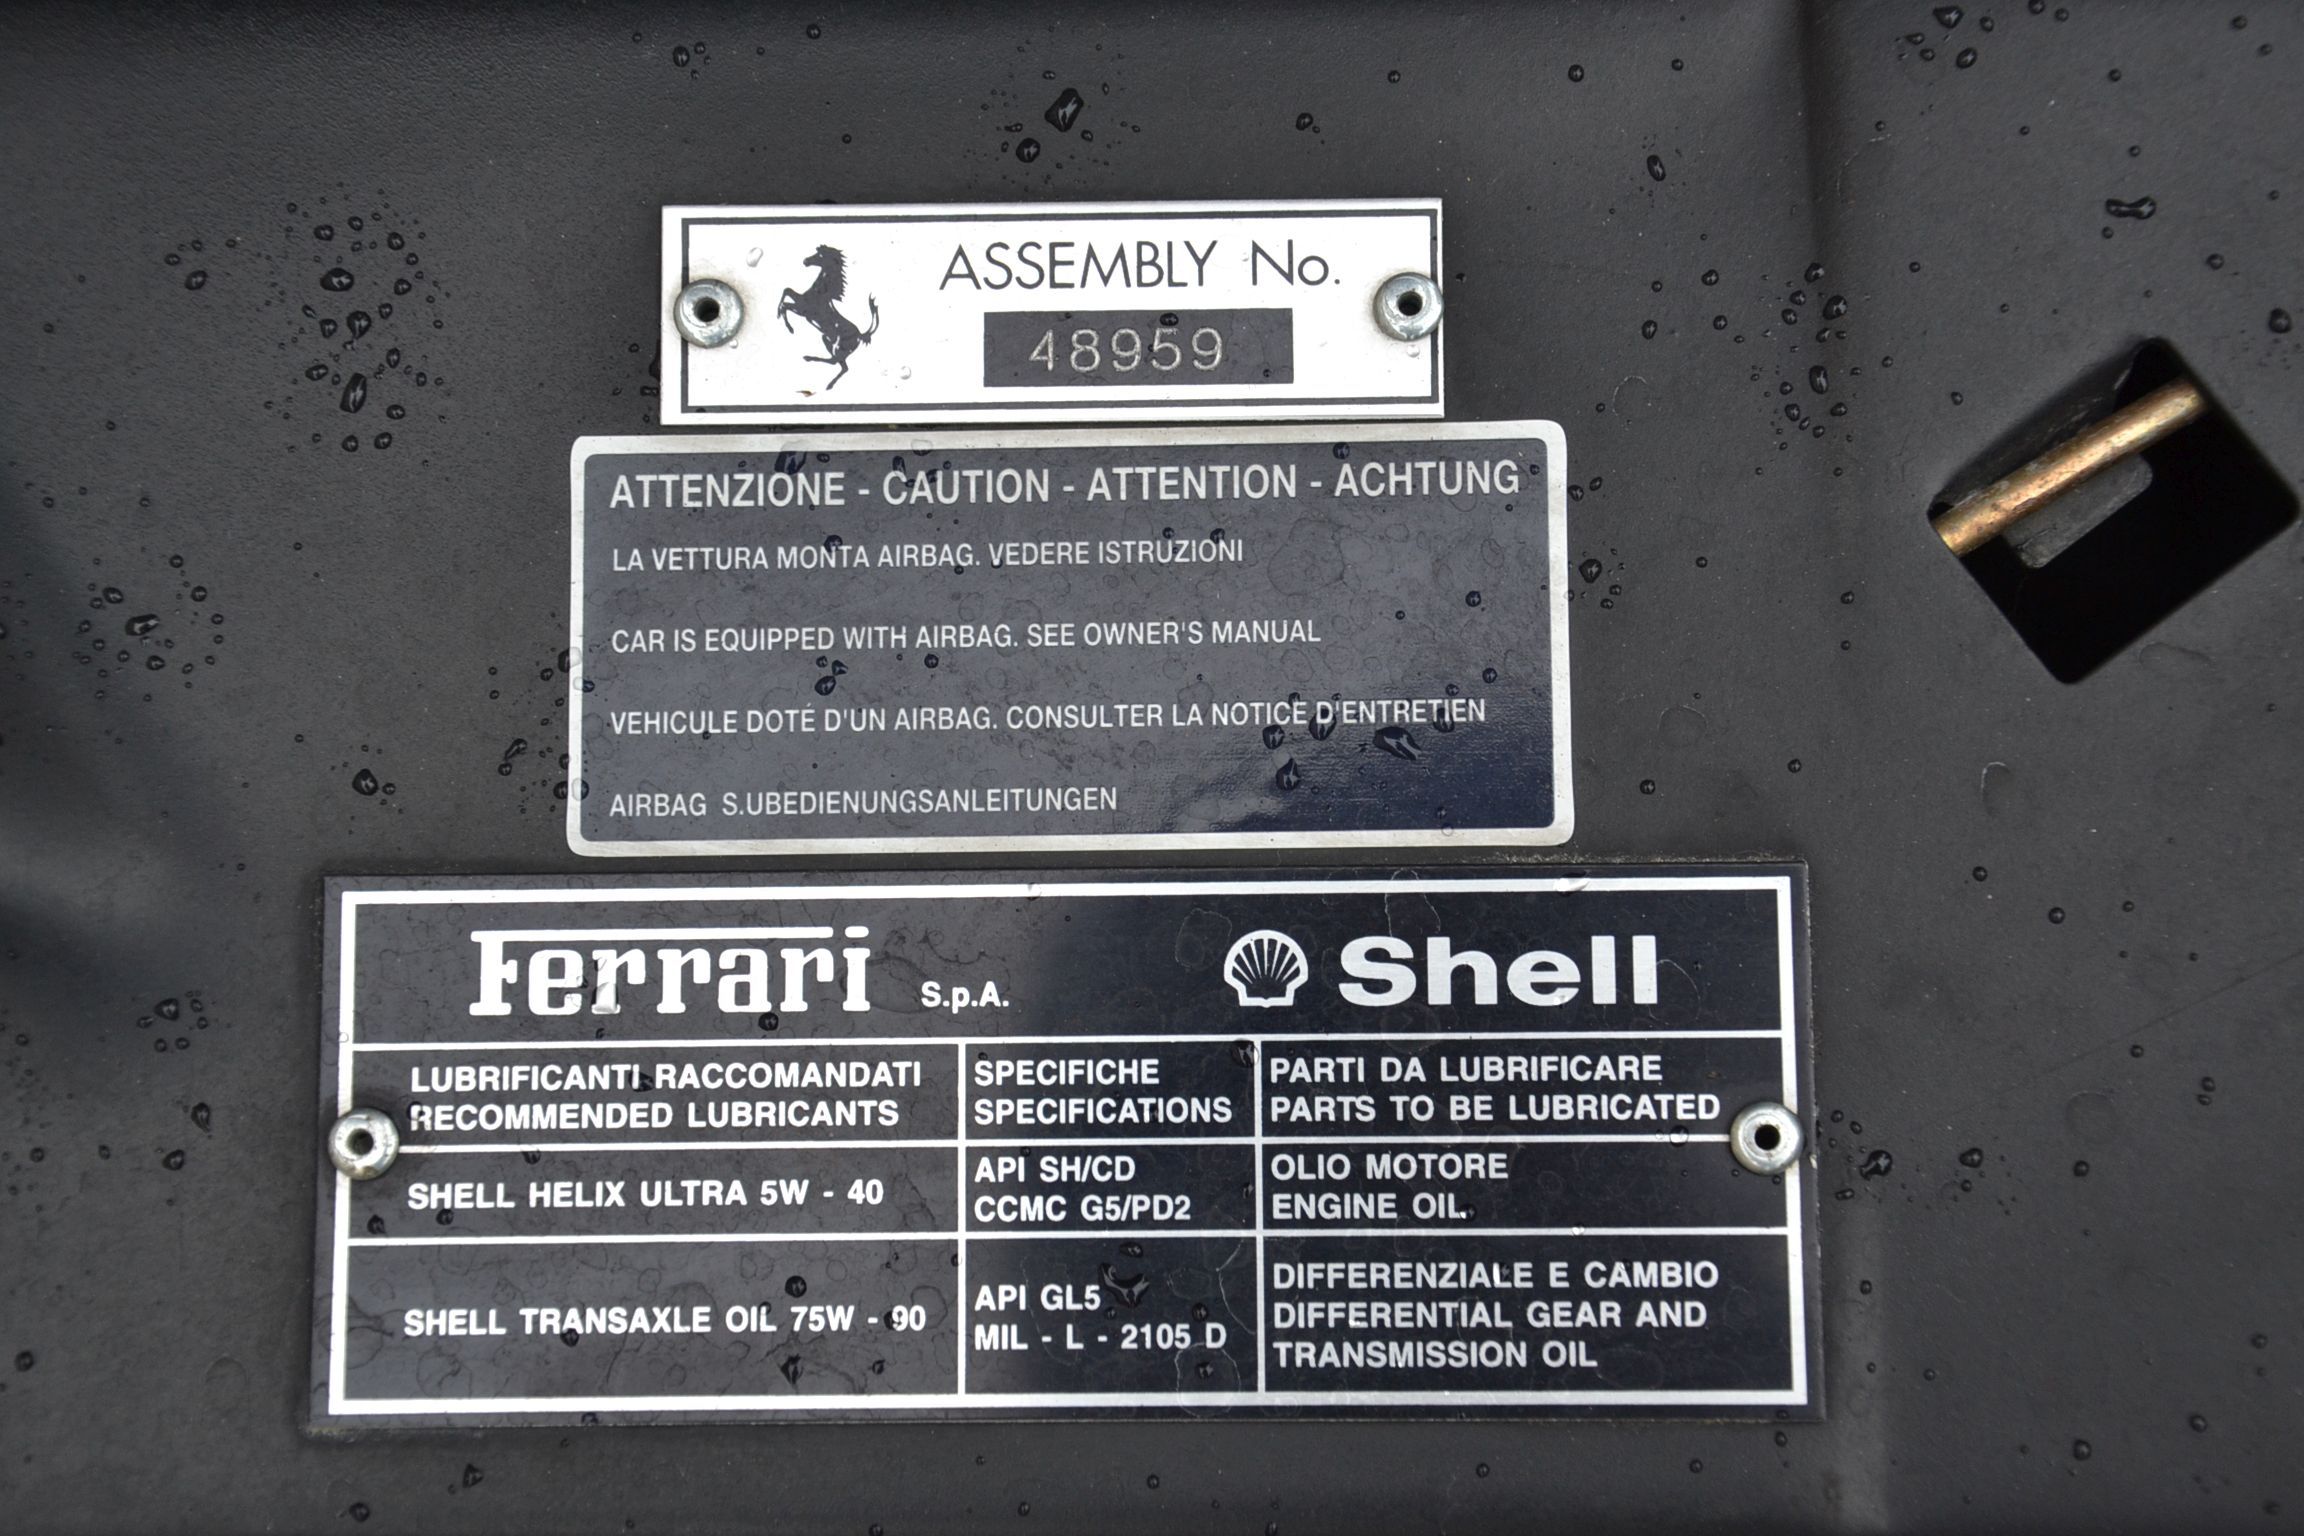 ASSEMBLY No.
48959
ATTENZIONE - CAUTION - ATTENTION - ACHTUNG
LA VETTURA MONTA AIRBAG. VEDERE ISTRUZIONI
CAR IS EQUIPPED WITH AIRBAG. SEE OWNER'S MANUAL
VEHICULE DOTÉ D'UN AIRBAG. CONSULTER LA NOTICE D'ENTRETIEN
AIRBAG S.UBEDIENUNGSANLEITUNGEN
Ferrari S.p.A. Shell
LUBRIFICANTI RACCOMANDATI
RECOMMENDED LUBRICANTS
SPECIFICHE
SPECIFICATIONS
PARTI DA LUBRIFICARE
PARTS TO BE LUBRICATED
SHELL HELIX ULTRA 5W - 40
API SH/CD
CCMC G5/PD2
OLIO MOTORE
ENGINE OIL
SHELL TRANSAXLE OIL 75W - 90
API GL5
MIL - L - 2105 D
DIFFERENZIALE E CAMBIO
DIFFERENTIAL GEAR AND
TRANSMISSION OIL